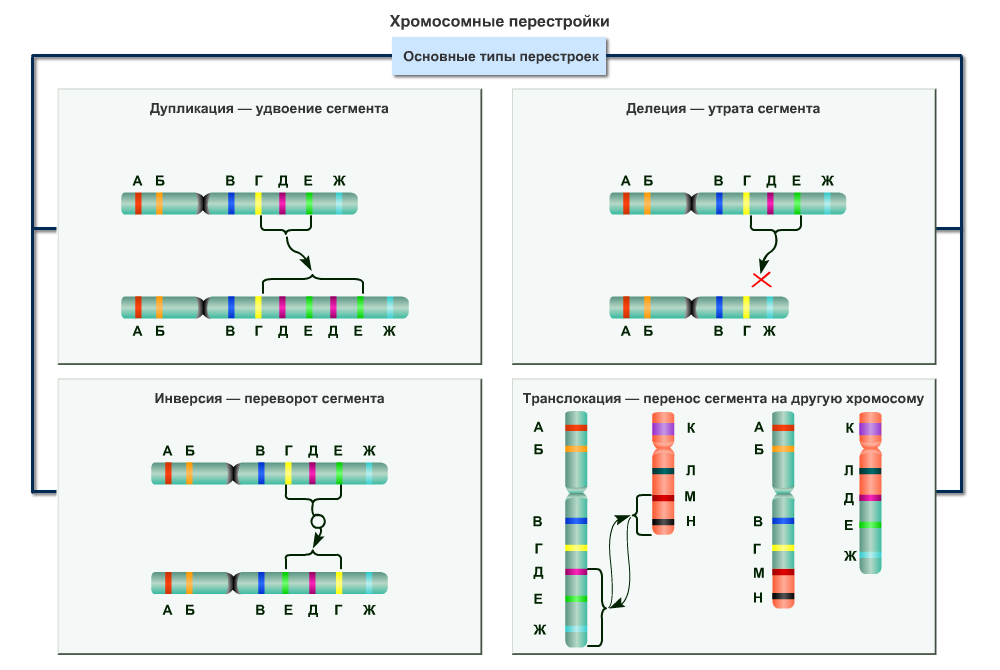 Хромосомные перестройки
Основные типы перестроек
Дупликация — удвоение сегмента
А Б В Г Д Е Ж
А Б В Г Д Е Д Е Ж
Делеция — утрата сегмента
А Б В Г Д Е Ж
А Б В Г Ж
Инверсия — переворот сегмента
А Б В Г Д Е Ж
А Б В Е Д Г Ж
Транслокация — перенос сегмента на другую хромосому
А
Б
В
Г
Д
Е
Ж
К
Л
М
Н
А
Б
В
Г
М
Н
К
Л
Д
Е
Ж